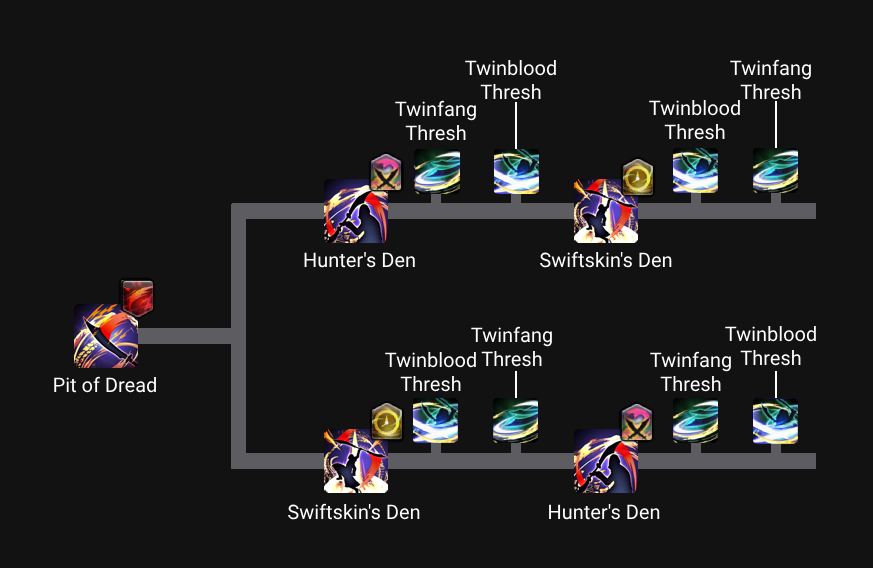 Twinblood
Thresh
Twinfang
Thresh
Twinfang
Thresh
Twinblood
Thresh
Hunter's Den
Swiftskin's Den
Pit of Dread
Twinfang
Thresh
Twinblood
Thresh
Twinblood
Thresh
Twinfang
Thresh
Swiftskin's Den
Hunter's Den